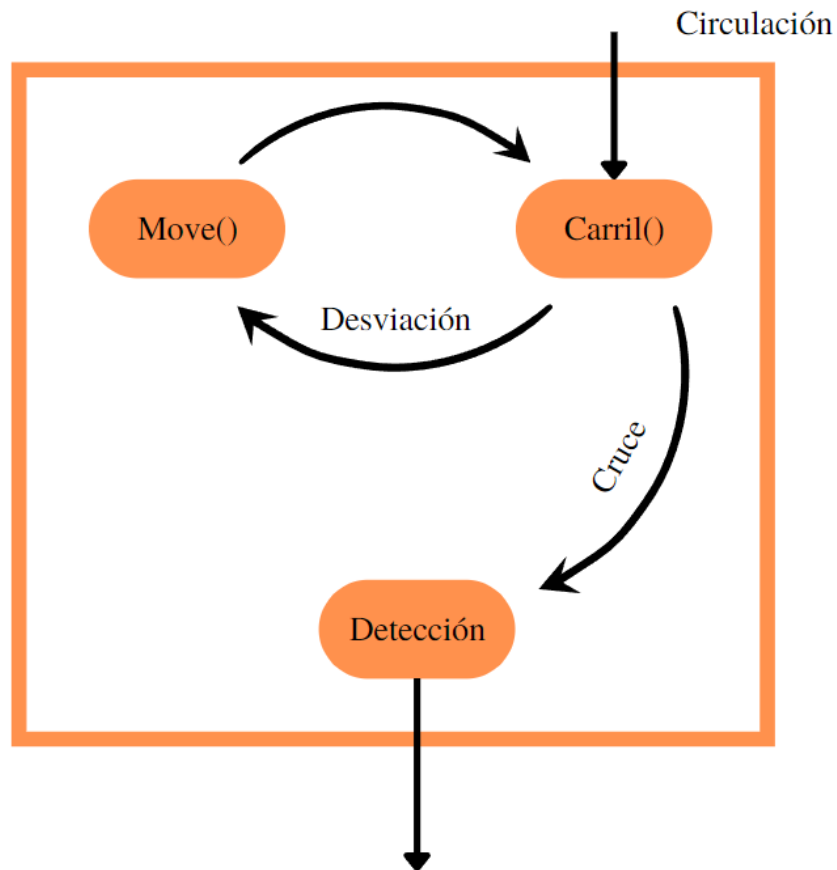 Circulación
Move()
Carril()
Desviación
Cruce
Detección